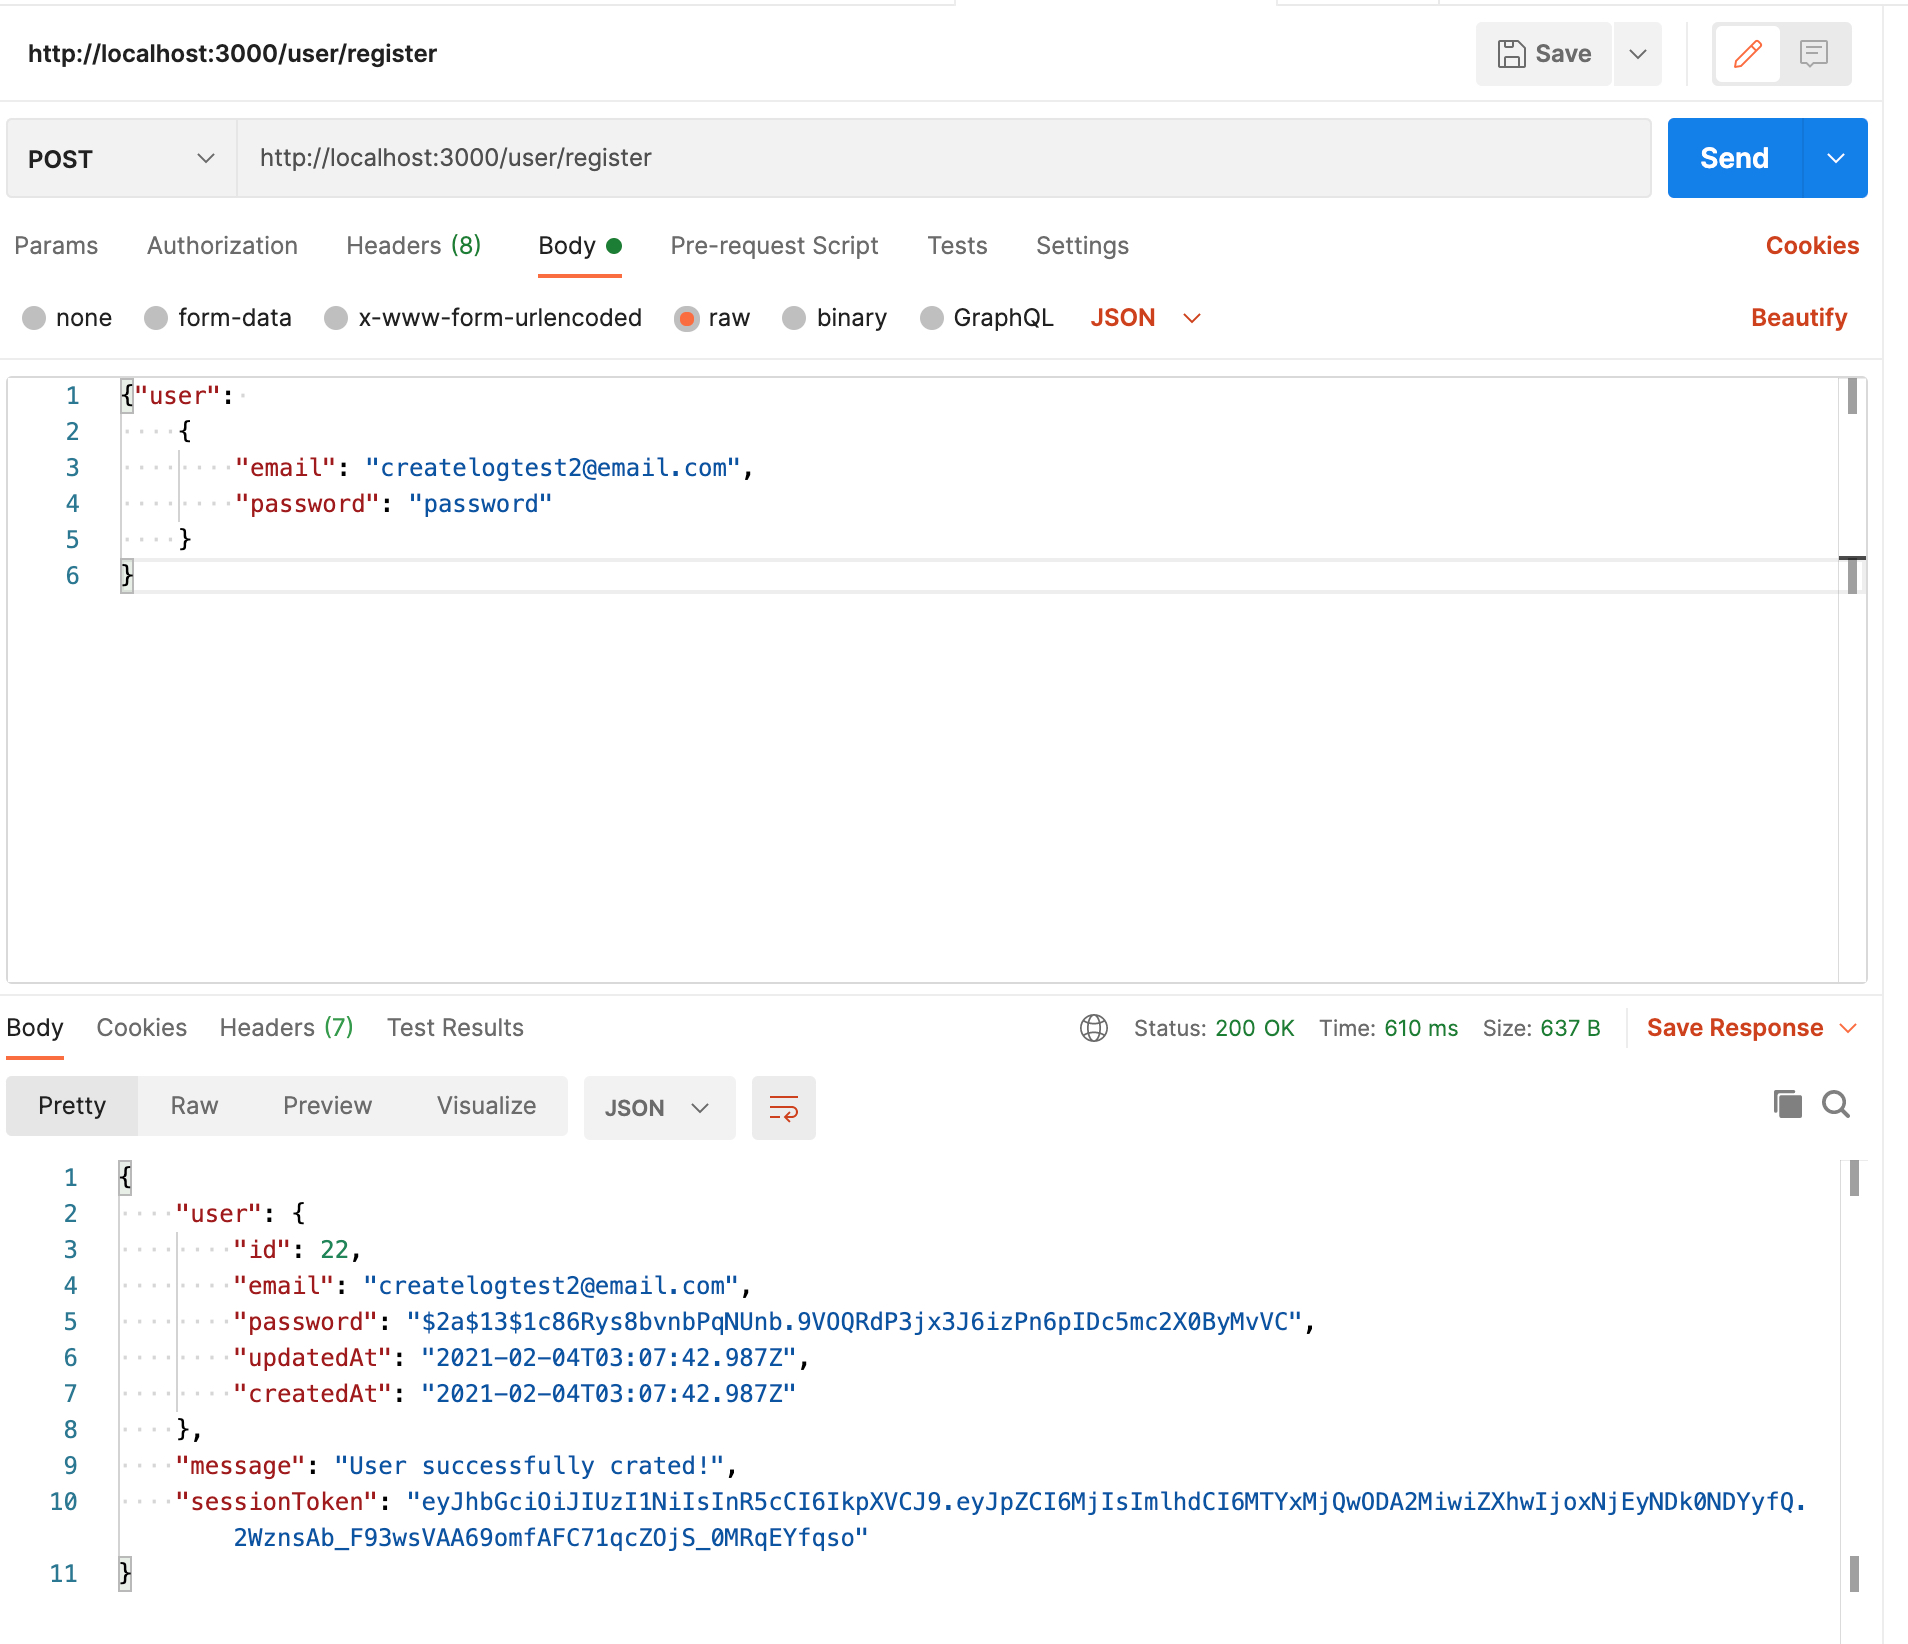 http://localhost:3000/user/register
Save
POST
http://localhost:3000/user/register
Send
Params Authorization Headers (8) Body Pre-request Script Tests Settings Cookies
none form-data x-www-form-urlencoded raw binary GraphQL JSON Beautify
1 {"user":
2 {
3 "email": "createlogtest2@email.com",
4 "password": "password"
5 }
6 }
Body Cookies Headers (7) Test Results Status: 200 OK Time: 610 ms Size: 637 B Save Response
Pretty Raw Preview Visualize JSON
1 {
2 "user": {
3 "id": 22,
4 "email": "createlogtest2@email.com",
5 "password": "$2a$13$1c86Rys8bvnbPqNUnb.9VOQRdP3jx3J6izPn6pIDc5mc2X0ByMvVC",
6 "updatedAt": "2021-02-04T03:07:42.987Z",
7 "createdAt": "2021-02-04T03:07:42.987Z"
8 },
9 "message": "User successfully crated!",
10 "sessionToken": "eyJhbGciOiJIUzI1NiIsInR5cCI6IkpXVCJ9.eyJpZCI6MjIsImlhdCI6MTYxMjQwODA2MiwiZXhwIjoxNjEyNDk0NDYyfQ.
2WznsAb_F93wsVAA69omfAFC71qcZOjS_0MRqEYfqso"
11 }